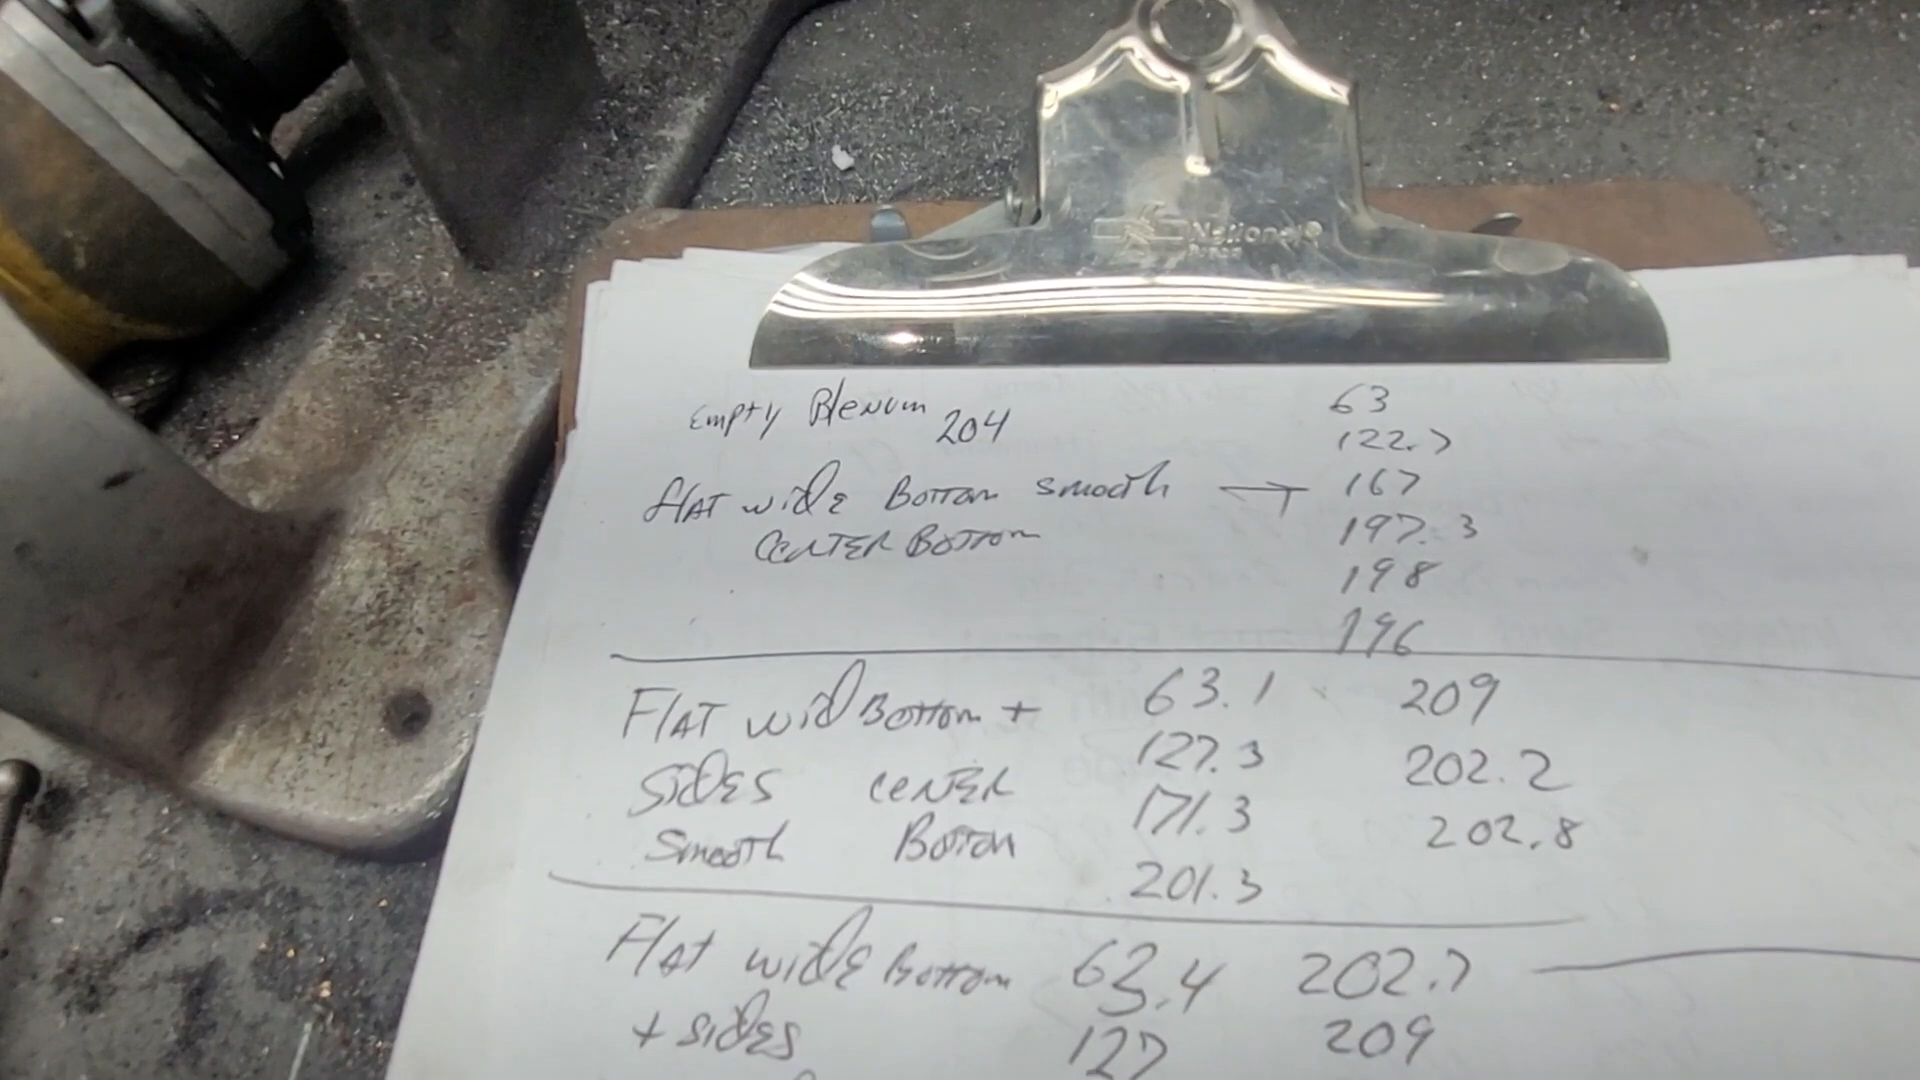 National®
Empty Plenum 63
204 122.7
flat wide Bottom smooth → 167
CENTER BOTTOM 197.3
198
196
Flat wid Bottom + 63.1 209
127.3 202.2
Sides CENTER 171.3
Smooth Bottom 202.8
201.3
Flat wide Bottom 63.4 202.7
+ sides 127 209